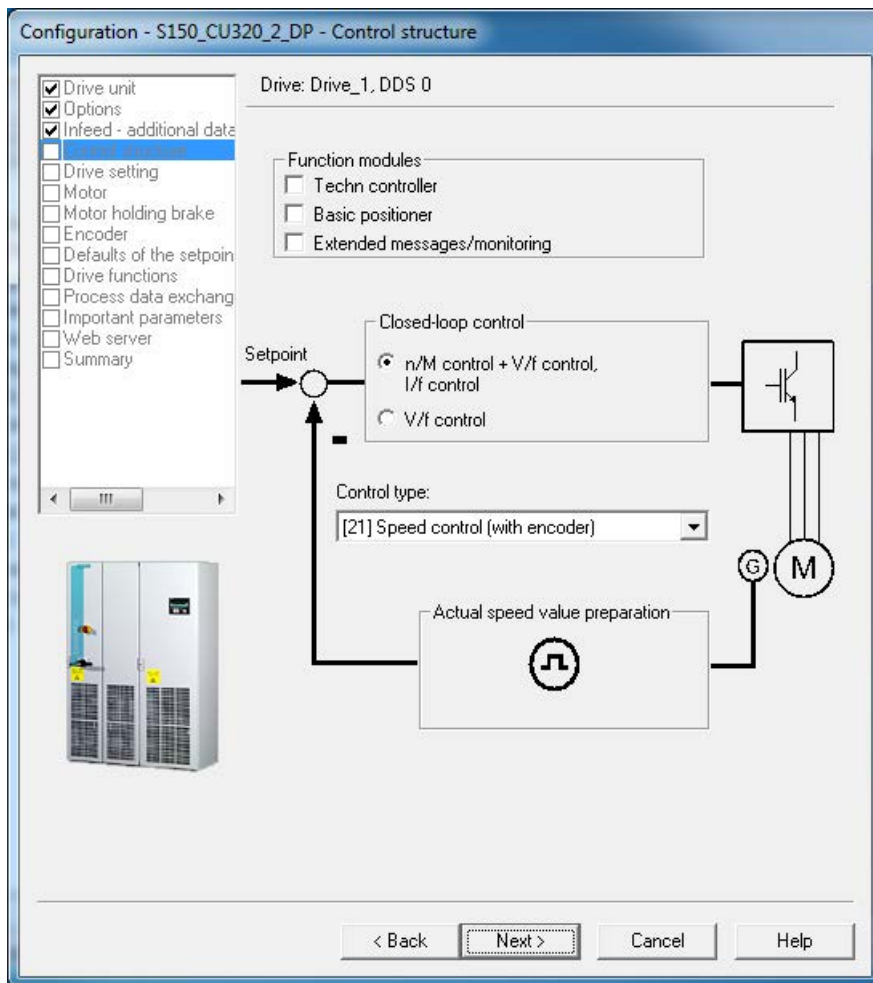 Configuration - S150_CU320_2_DP - Control structure
Drive unit
Options
Infeed - additional data
Control structure
Drive setting
Motor
Motor holding brake
Encoder
Defaults of the setpoin
Drive functions
Process data exchang
Important parameters
Web server
Summary
Drive: Drive_1, DDS 0
Function modules
Techn controller
Basic positioner
Extended messages/monitoring
Setpoint
Closed-loop control
n/M control + V/f control,
I/f control
V/f control
Control type:
[21] Speed control (with encoder)
G
M
Actual speed value preparation
< Back
Next >
Cancel
Help